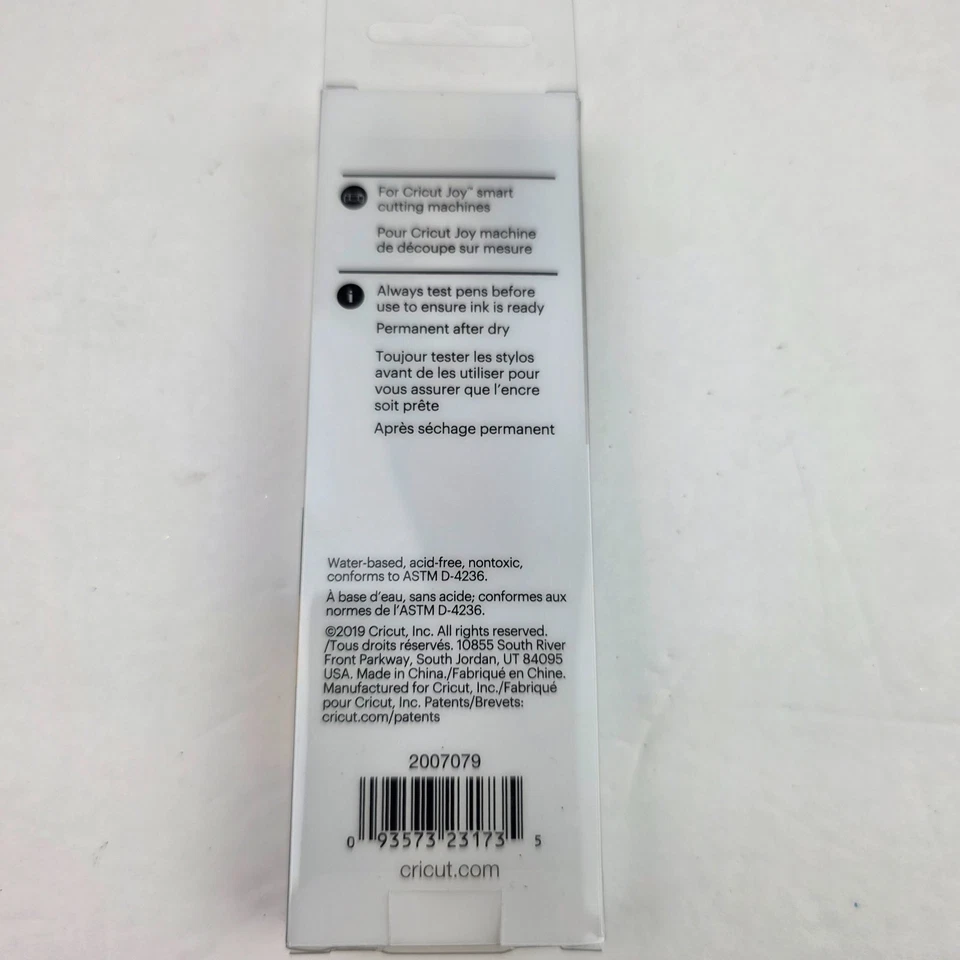 For Cricut Joy™ smart
cutting machines
Pour Cricut Joy machine
de découpe sur mesure
i
Always test pens before
use to ensure ink is ready
Permanent after dry
Toujour tester les stylos
avant de les utiliser pour
vous assurer que l'encre
soit prête
Après séchage permanent
Water-based, acid-free, nontoxic,
conforms to ASTM D-4236.
À base d'eau, sans acide; conformes aux
normes de l'ASTM D-4236.
©2019 Cricut, Inc. All rights reserved.
/Tous droits réservés. 10855 South River
Front Parkway, South Jordan, UT 84095
USA. Made in China./Fabriqué en Chine.
Manufactured for Cricut, Inc./Fabriqué
pour Cricut, Inc. Patents/Brevets:
cricut.com/patents
2007079
0 93573 23173 5
cricut.com